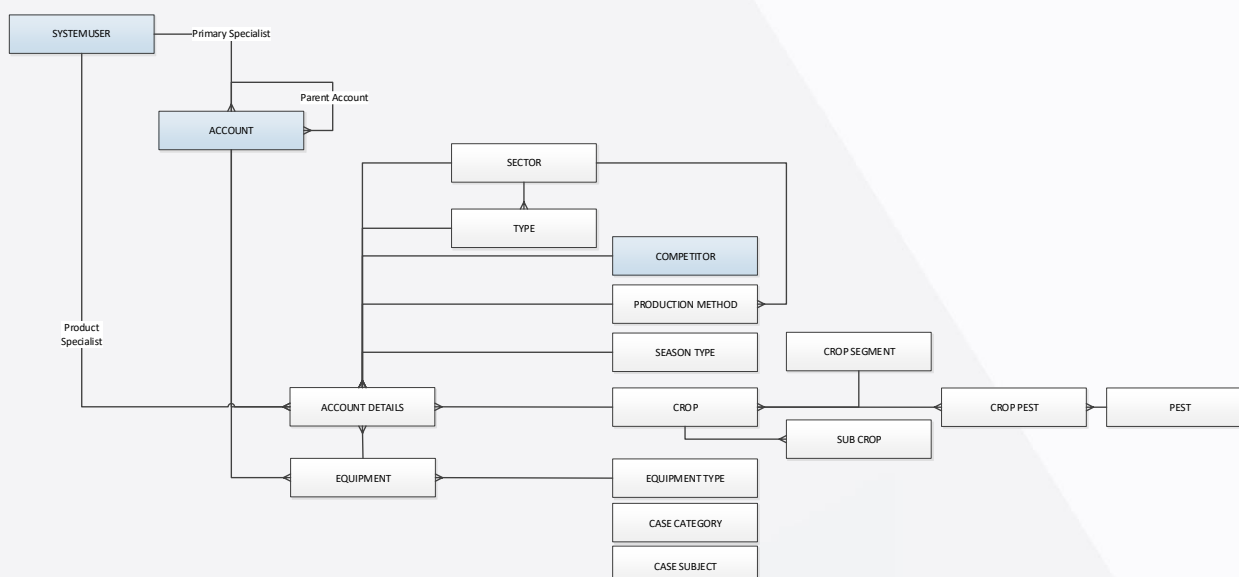 SYSTEMUSER
Primary Specialist
Parent Account
ACCOUNT
SECTOR
TYPE
COMPETITOR
PRODUCTION METHOD
Product
Specialist
SEASON TYPE
CROP SEGMENT
ACCOUNT DETAILS
CROP
CROP PEST
PEST
SUB CROP
EQUIPMENT
EQUIPMENT TYPE
CASE CATEGORY
CASE SUBJECT